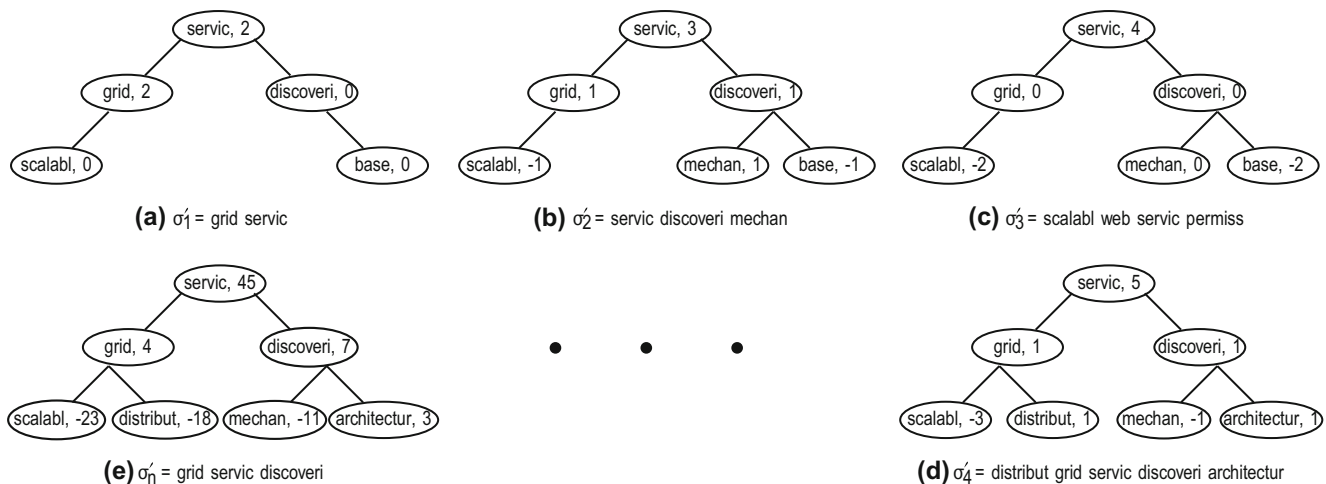 servic, 2
grid, 2
discoveri, 0
scalabl, 0
base, 0
(a) σ′1 = grid servic
servic, 3
grid, 1
discoveri, 1
scalabl, -1
mechan, 1
base, -1
(b) σ′2 = servic discoveri mechan
servic, 4
grid, 0
discoveri, 0
scalabl, -2
mechan, 0
base, -2
(c) σ′3 = scalabl web servic permiss
servic, 45
grid, 4
discoveri, 7
scalabl, -23
distribut, -18
mechan, -11
architectur, 3
(e) σ′n = grid servic discoveri
servic, 5
grid, 1
discoveri, 1
scalabl, -3
distribut, 1
mechan, -1
architectur, 1
(d) σ′4 = distribut grid servic discoveri architectur